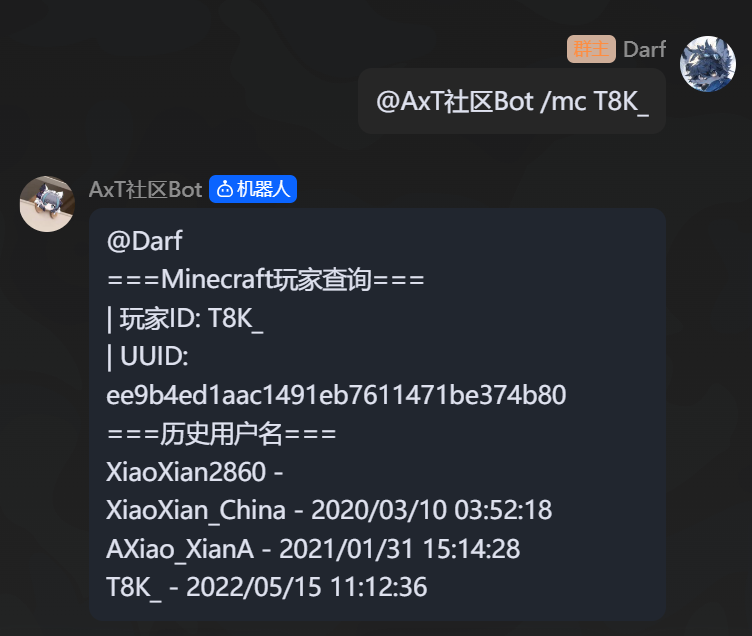 群主 Darf
@AxT社区Bot /mc T8K_
AxT社区Bot 机器人
@Darf
===Minecraft玩家查询===
| 玩家ID: T8K_
| UUID:
ee9b4ed1aac1491eb7611471be374b80
===历史用户名===
XiaoXian2860 -
XiaoXian_China - 2020/03/10 03:52:18
AXiao_XianA - 2021/01/31 15:14:28
T8K_ - 2022/05/15 11:12:36